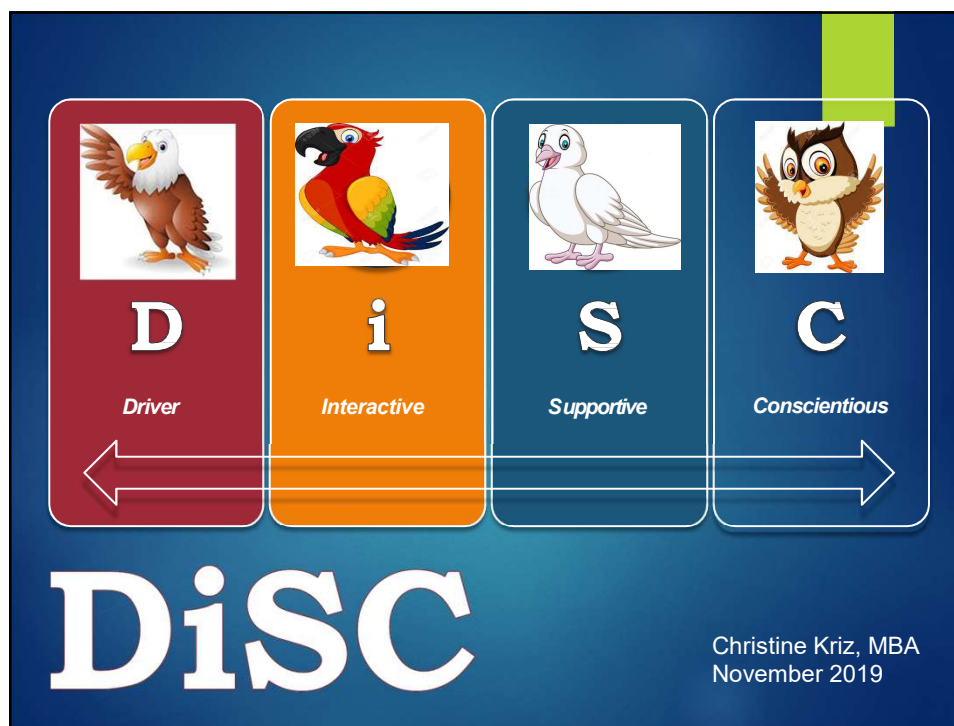 D
i
S
C
Driver
Interactive
Supportive
Conscientious
DiSC
Christine Kriz, MBA
November 2019